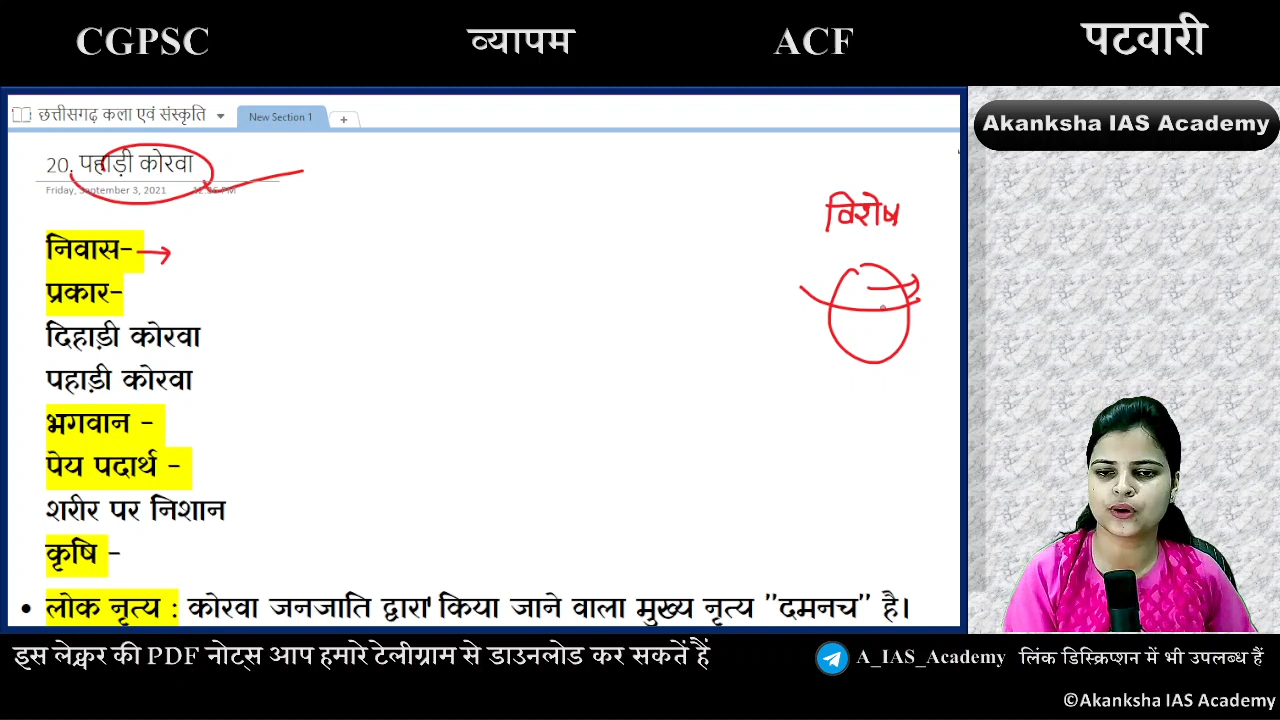 CGPSC व्यापम ACF पटवारी
छत्तीसगढ़ कला एवं संस्कृति New Section 1 +
Akanksha IAS Academy
20. पहाड़ी कोरवा
Friday, September 3, 2021
विशेष
निवास-
प्रकार-
दिहाड़ी कोरवा
पहाड़ी कोरवा
भगवान -
पेय पदार्थ -
शरीर पर निशान
कृषि -
• लोक नृत्य : कोरवा जनजाति द्वारा' किया जाने वाला मुख्य नृत्य "दमनच" है।
इस लेक्चर की PDF नोट्स आप हमारे टेलीग्राम से डाउनलोड कर सकतें हैं A_IAS_Academy लिंक डिस्क्रिप्शन में भी उपलब्ध हैं
©Akanksha IAS Academy